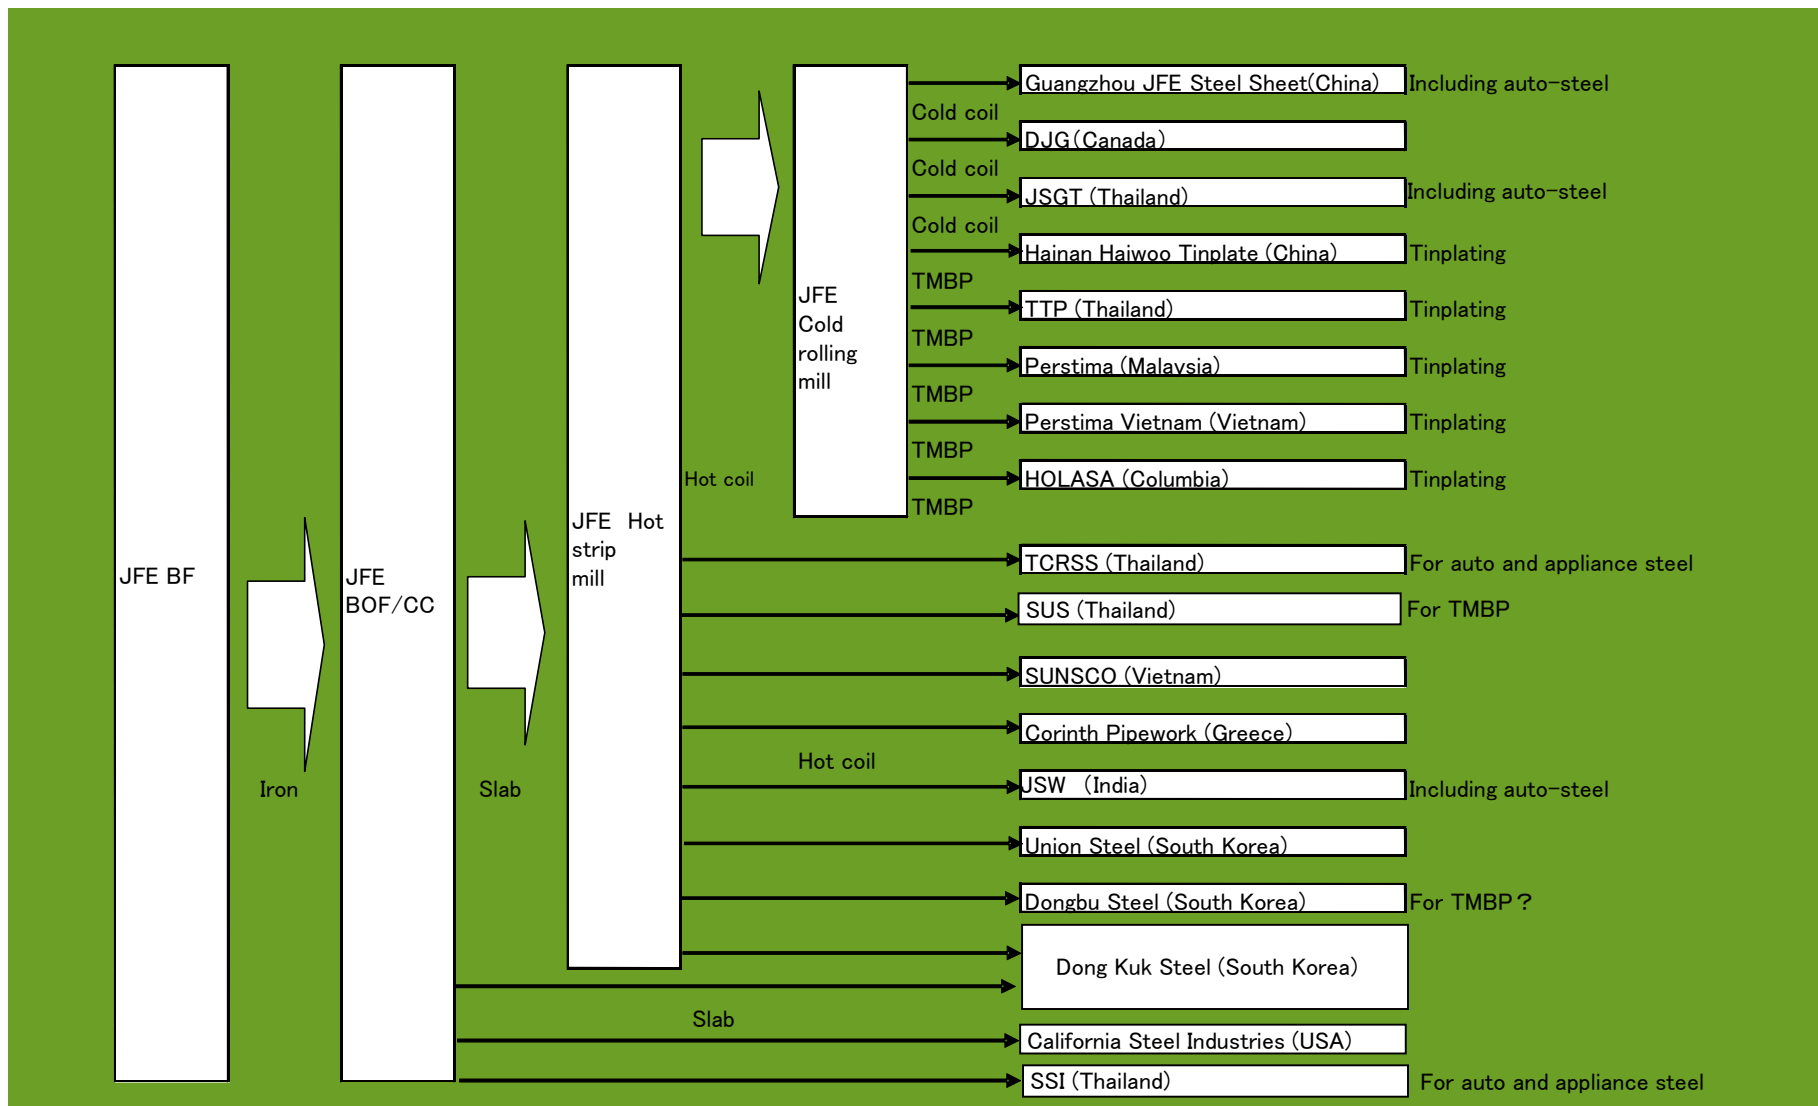 Guangzhou JFE Steel Sheet(China) Including auto-steel
Cold coil
DJG(Canada)
Cold coil
JSGT (Thailand) Including auto-steel
Cold coil
Hainan Haiwoo Tinplate (China) Tinplating
TMBP
JFE
Cold
rolling
mill
TTP (Thailand) Tinplating
TMBP
Perstima (Malaysia) Tinplating
TMBP
Perstima Vietnam (Vietnam) Tinplating
TMBP
Hot coil
HOLASA (Columbia) Tinplating
TMBP
JFE Hot
strip
mill
JFE BF
JFE
BOF/CC
TCRSS (Thailand) For auto and appliance steel
SUS (Thailand) For TMBP
SUNSCO (Vietnam)
Corinth Pipework (Greece)
Hot coil
Iron
Slab
JSW (India) Including auto-steel
Union Steel (South Korea)
Dongbu Steel (South Korea) For TMBP?
Dong Kuk Steel (South Korea)
Slab
California Steel Industries (USA)
SSI (Thailand) For auto and appliance steel